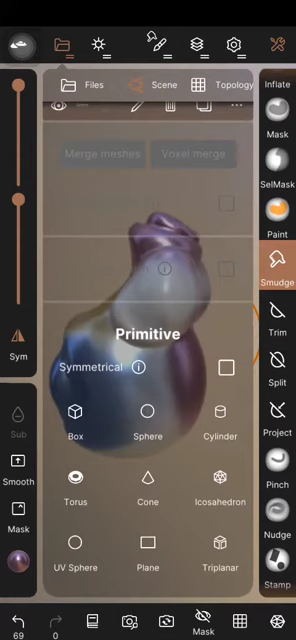 Files
Scene
Topology
Merge meshes
Voxel merge
Primitive
Symmetrical
Box
Sphere
Cylinder
Torus
Cone
Icosahedron
UV Sphere
Plane
Triplanar
Sym
Sub
Smooth
Mask
Inflate
Mask
SelMask
Paint
Smudge
Trim
Split
Project
Pinch
Nudge
Stamp
69
0
Mask